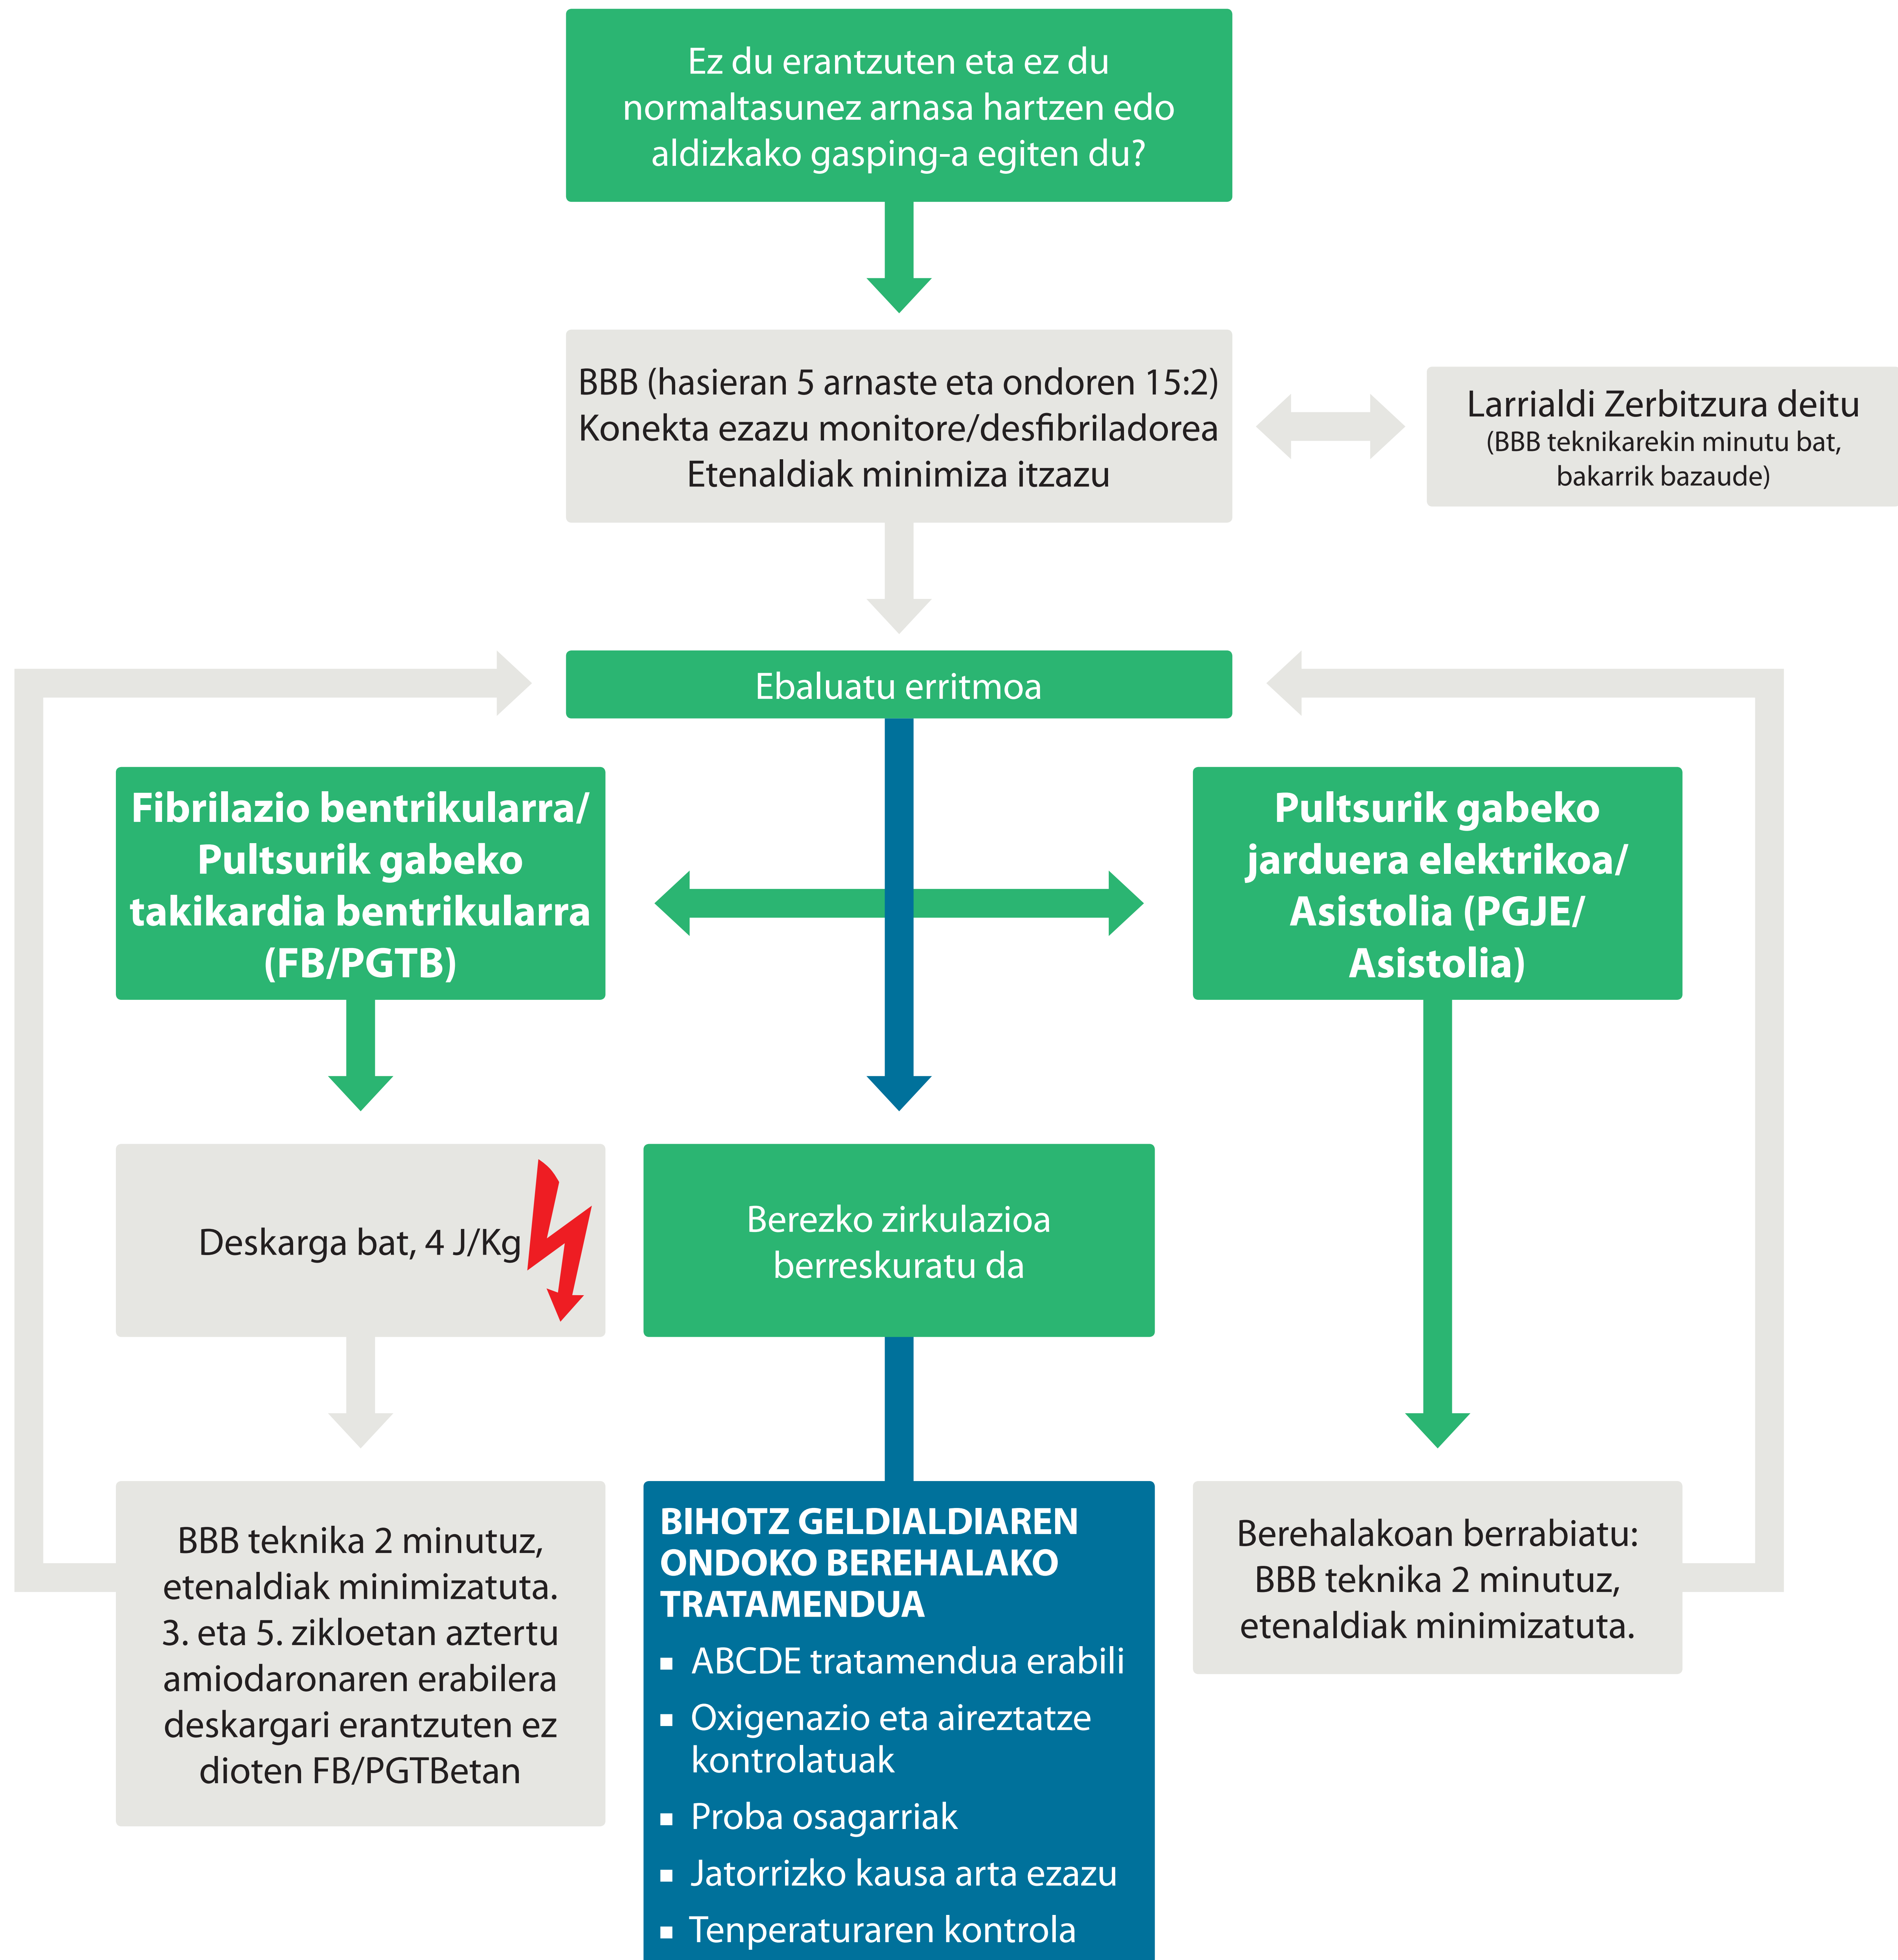 Ez du erantzuten eta ez du
normaltasunez arnasa hartzen edo
aldizkako gasping-a egiten du?
BBB (hasieran 5 arnaste eta ondoren 15:2)
Konekta ezazu monitore/desfibriladorea
Etenaldiak minimiza itzazu
Larrialdi Zerbitzura deitu
(BBB teknikarekin minutu bat,
bakarrik bazaude)
Ebaluatu erritmoa
Fibrilazio bentrikularra/
Pultsurik gabeko
takikardia bentrikularra
(FB/PGTB)
Pultsurik gabeko
jarduera elektrikoa/
Asistolia (PGJE/
Asistolia)
Deskarga bat, 4 J/Kg
Berezko zirkulazioa
berreskuratu da
BBB teknika 2 minutuz,
etenaldiak minimizatuta.
3. eta 5. zikloetan aztertu
amiodaronaren erabilera
deskargari erantzuten ez
dioten FB/PGTBetan
BIHOTZ GELDIALDIAREN
ONDOKO BEREHALAKO
TRATAMENDUA
▪ ABCDE tratamendua erabili
▪ Oxigenazio eta aireztatze
kontrolatuak
▪ Proba osagarriak
▪ Jatorrizko kausa arta ezazu
▪ Tenperaturaren kontrola
Berehalakoan berrabiatu:
BBB teknika 2 minutuz,
etenaldiak minimizatuta.